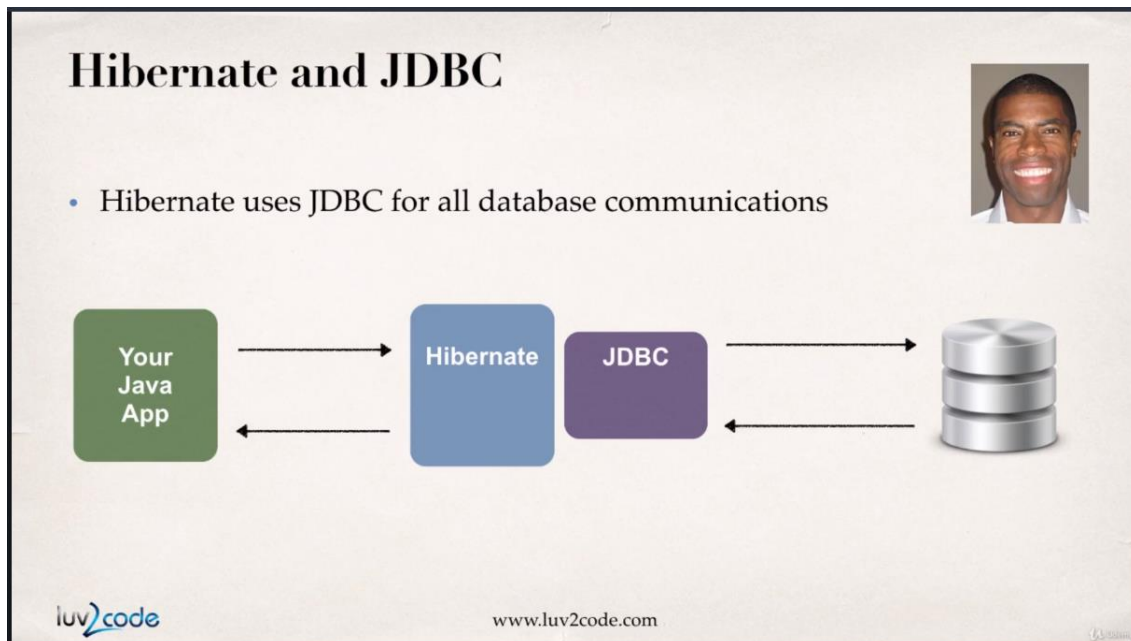 Hibernate and JDBC
• Hibernate uses JDBC for all database communications
Your
Java
App
Hibernate
JDBC
luv2code
www.luv2code.com